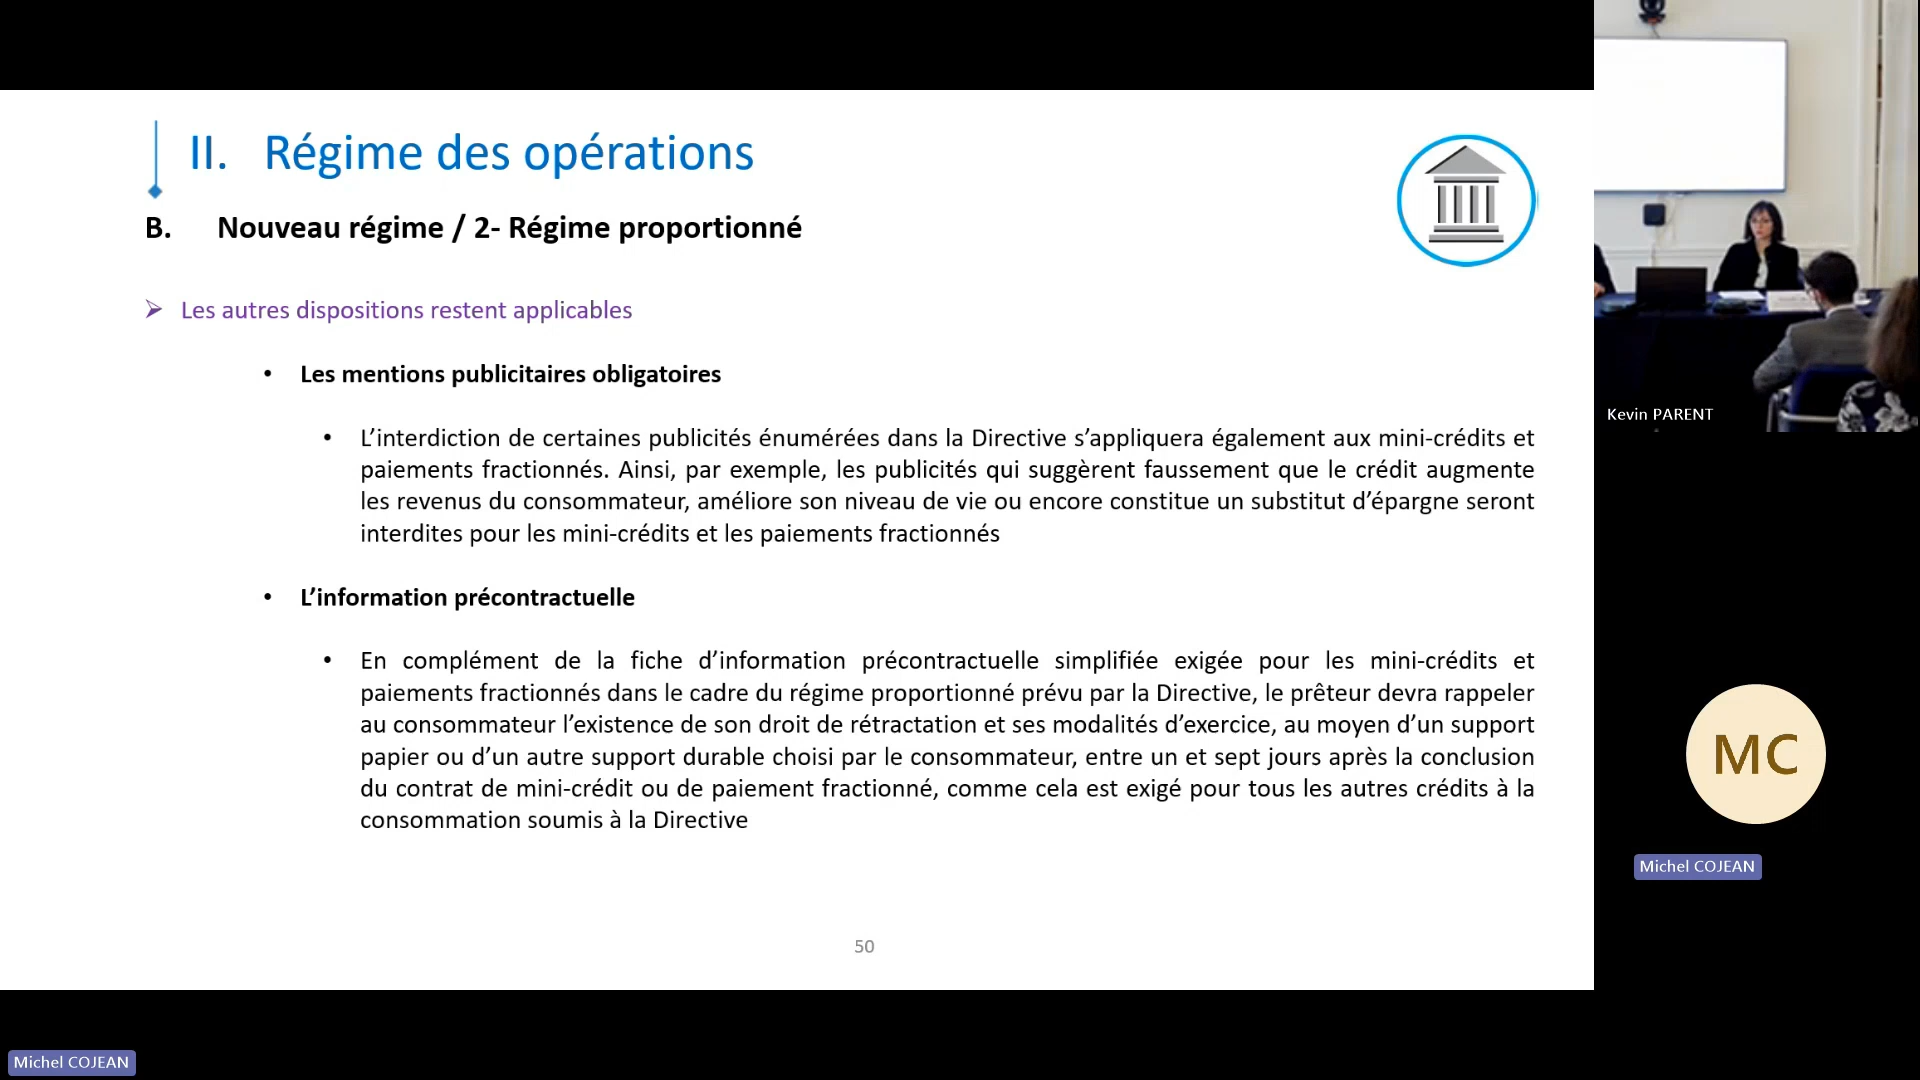 II. Régime des opérations
B. Nouveau régime / 2- Régime proportionné
➢ Les autres dispositions restent applicables
• Les mentions publicitaires obligatoires
• L’interdiction de certaines publicités énumérées dans la Directive s’appliquera également aux mini-crédits et
paiements fractionnés. Ainsi, par exemple, les publicités qui suggèrent faussement que le crédit augmente
les revenus du consommateur, améliore son niveau de vie ou encore constitue un substitut d’épargne seront
interdites pour les mini-crédits et les paiements fractionnés
• L’information précontractuelle
• En complément de la fiche d’information précontractuelle simplifiée exigée pour les mini-crédits et
paiements fractionnés dans le cadre du régime proportionné prévu par la Directive, le prêteur devra rappeler
au consommateur l’existence de son droit de rétractation et ses modalités d’exercice, au moyen d’un support
papier ou d’un autre support durable choisi par le consommateur, entre un et sept jours après la conclusion
du contrat de mini-crédit ou de paiement fractionné, comme cela est exigé pour tous les autres crédits à la
consommation soumis à la Directive
50
Kevin PARENT
MC
Michel COJEAN
Michel COJEAN